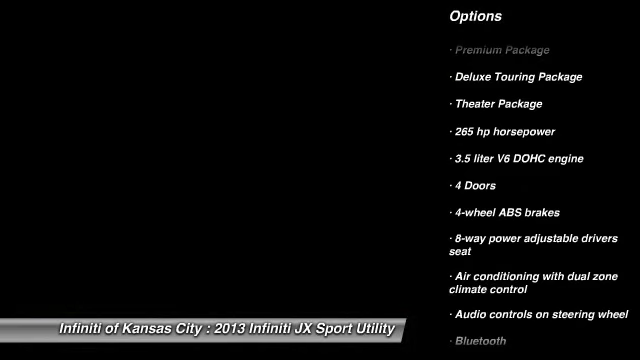 Options
· Premium Package
· Deluxe Touring Package
· Theater Package
· 265 hp horsepower
· 3.5 liter V6 DOHC engine
· 4 Doors
· 4-wheel ABS brakes
· 8-way power adjustable drivers
seat
· Air conditioning with dual zone
climate control
· Audio controls on steering wheel
· Bluetooth
Infiniti of Kansas City : 2013 Infiniti JX Sport Utility